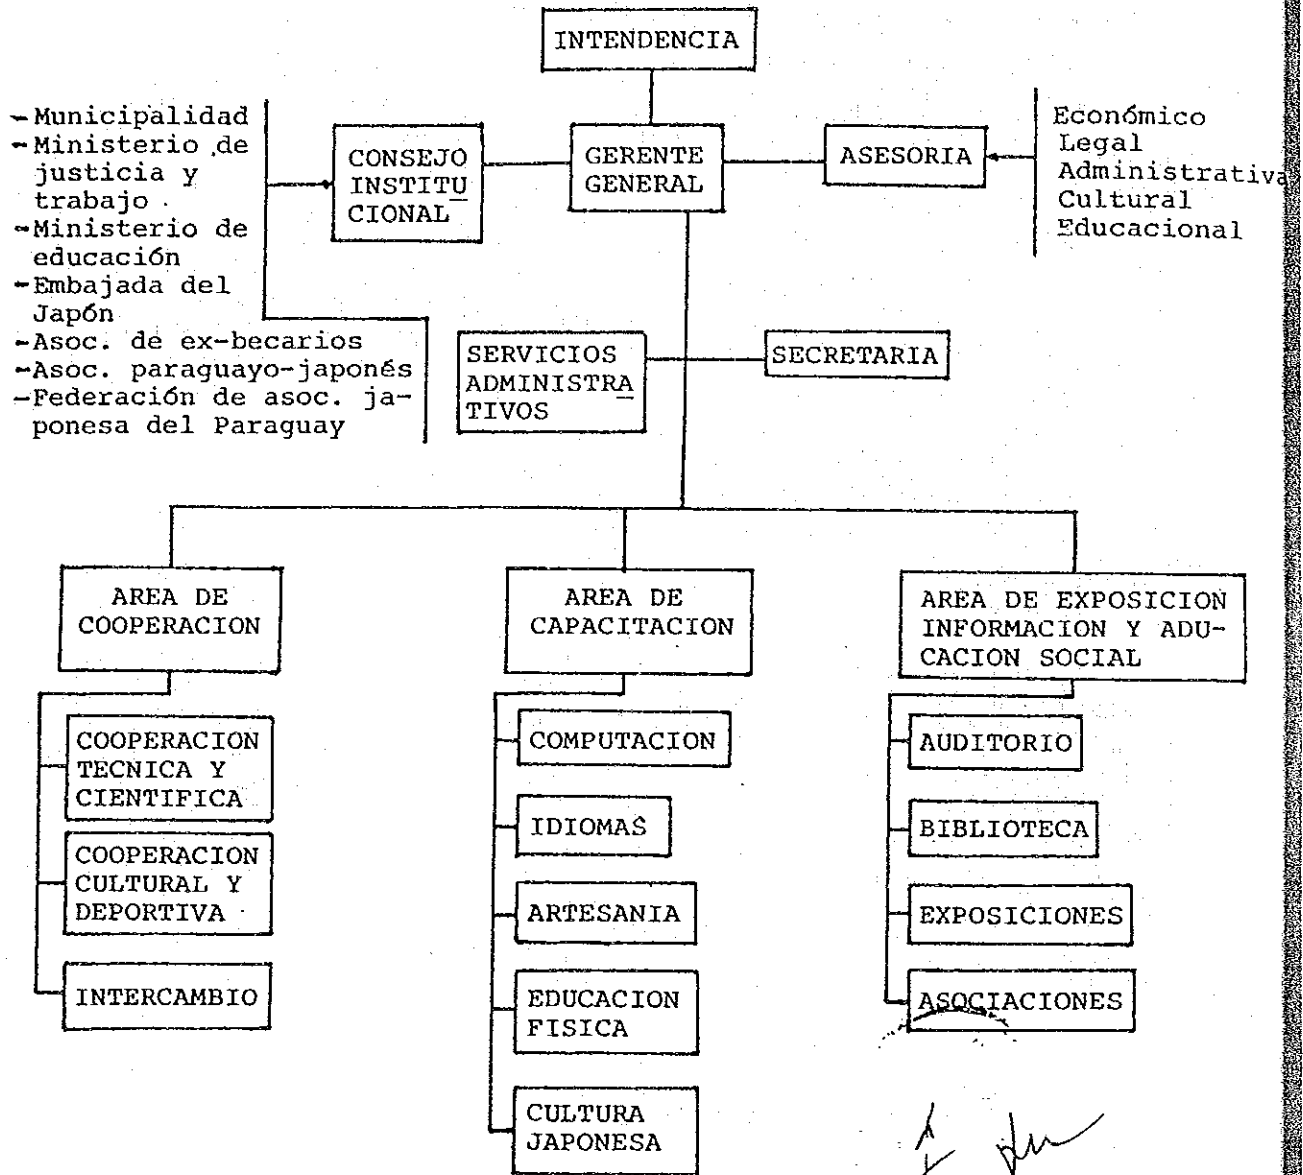 INTENDENCIA
-Municipalidad
-Ministerio de
justicia y
trabajo
-Ministerio de
educación
-Embajada del
Japón
-Asoc. de ex-becarios
-Asoc. paraguayo-japonés
-Federación de asoc. ja-
ponesa del Paraguay
CONSEJO
INSTITU
CIONAL
GERENTE
GENERAL
ASESORIA
Económico
Legal
Administrativa
Cultural
Educacional
SERVICIOS
ADMINISTRA
TIVOS
SECRETARIA
AREA DE
COOPERACION
COOPERACION
TECNICA Y
CIENTIFICA
COOPERACION
CULTURAL Y
DEPORTIVA
INTERCAMBIO
AREA DE
CAPACITACION
COMPUTACION
IDIOMAS
ARTESANIA
EDUCACION
FISICA
CULTURA
JAPONESA
AREA DE EXPOSICION
INFORMACION Y ADU-
CACION SOCIAL
AUDITORIO
BIBLIOTECA
EXPOSICIONES
ASOCIACIONES